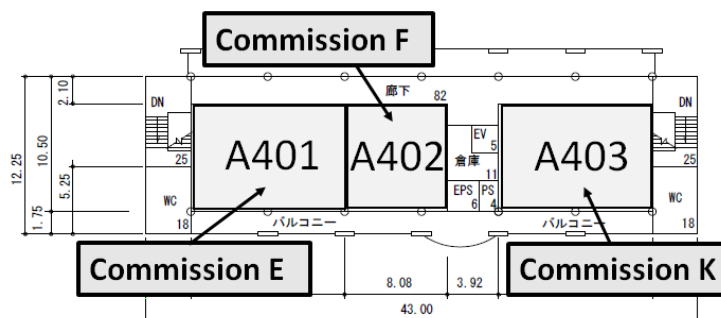 Commission F
廊下
82
DN
DN
A401
A402
A403
EV
5
倉庫
11
EPS
6
PS
4
25
25
WC
18
WC
18
バルコニー
バルコニー
Commission E
Commission K
12.25
10.50
2.10
5.25
1.75
8.08
3.92
43.00